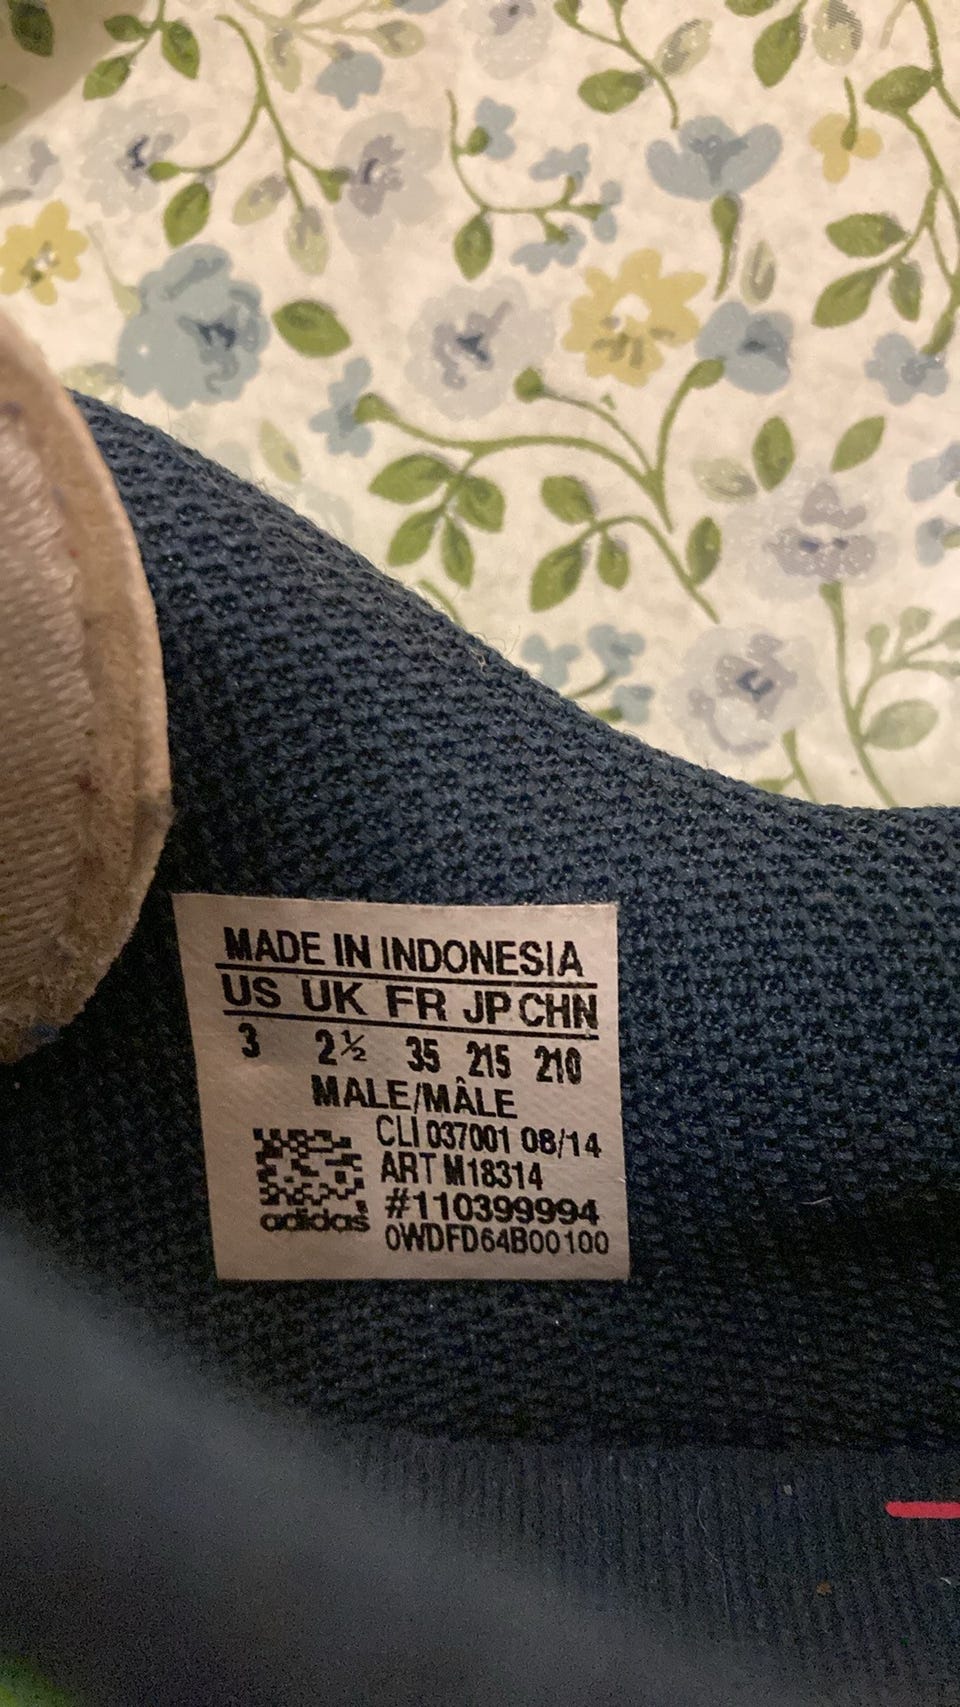 MADE IN INDONESIA
US UK FR JP CHN
3 2½ 35 215 210
MALE/MÂLE
CLI 037001 08/14
ART M18314
#110399994
0WDFD64B00100
adidas